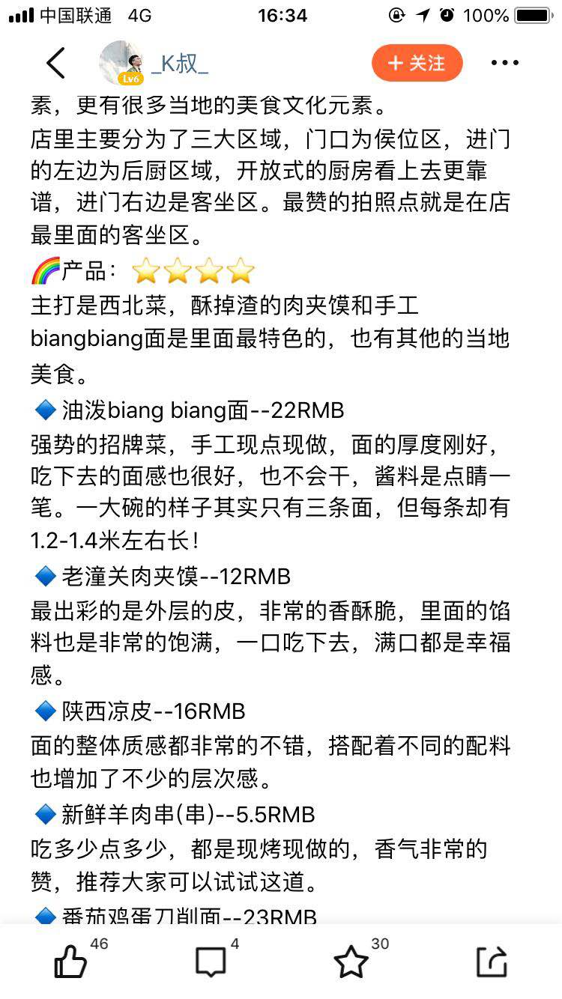 中国联通 4G 16:34 100%
_K叔_ + 关注
Lv6
素，更有很多当地的美食文化元素。
店里主要分为了三大区域，门口为侯位区，进门
的左边为后厨区域，开放式的厨房看上去更靠
谱，进门右边是客坐区。最赞的拍照点就是在店
最里面的客坐区。
🌈产品：⭐⭐⭐⭐
主打是西北菜，酥掉渣的肉夹馍和手工
biangbiang面是里面最特色的，也有其他的当地
美食。
🔷油泼biang biang面--22RMB
强势的招牌菜，手工现点现做，面的厚度刚好，
吃下去的面感也很好，也不会干，酱料是点睛一
笔。一大碗的样子其实只有三条面，但每条却有
1.2-1.4米左右长！
🔷老潼关肉夹馍--12RMB
最出彩的是外层的皮，非常的香酥脆，里面的馅
料也是非常的饱满，一口吃下去，满口都是幸福
感。
🔷陕西凉皮--16RMB
面的整体质感都非常的不错，搭配着不同的配料
也增加了不少的层次感。
🔷新鲜羊肉串(串)--5.5RMB
吃多少点多少，都是现烤现做的，香气非常的
赞，推荐大家可以试试这道。
🔷番茄鸡蛋刀削面--23RMB
46 4 30